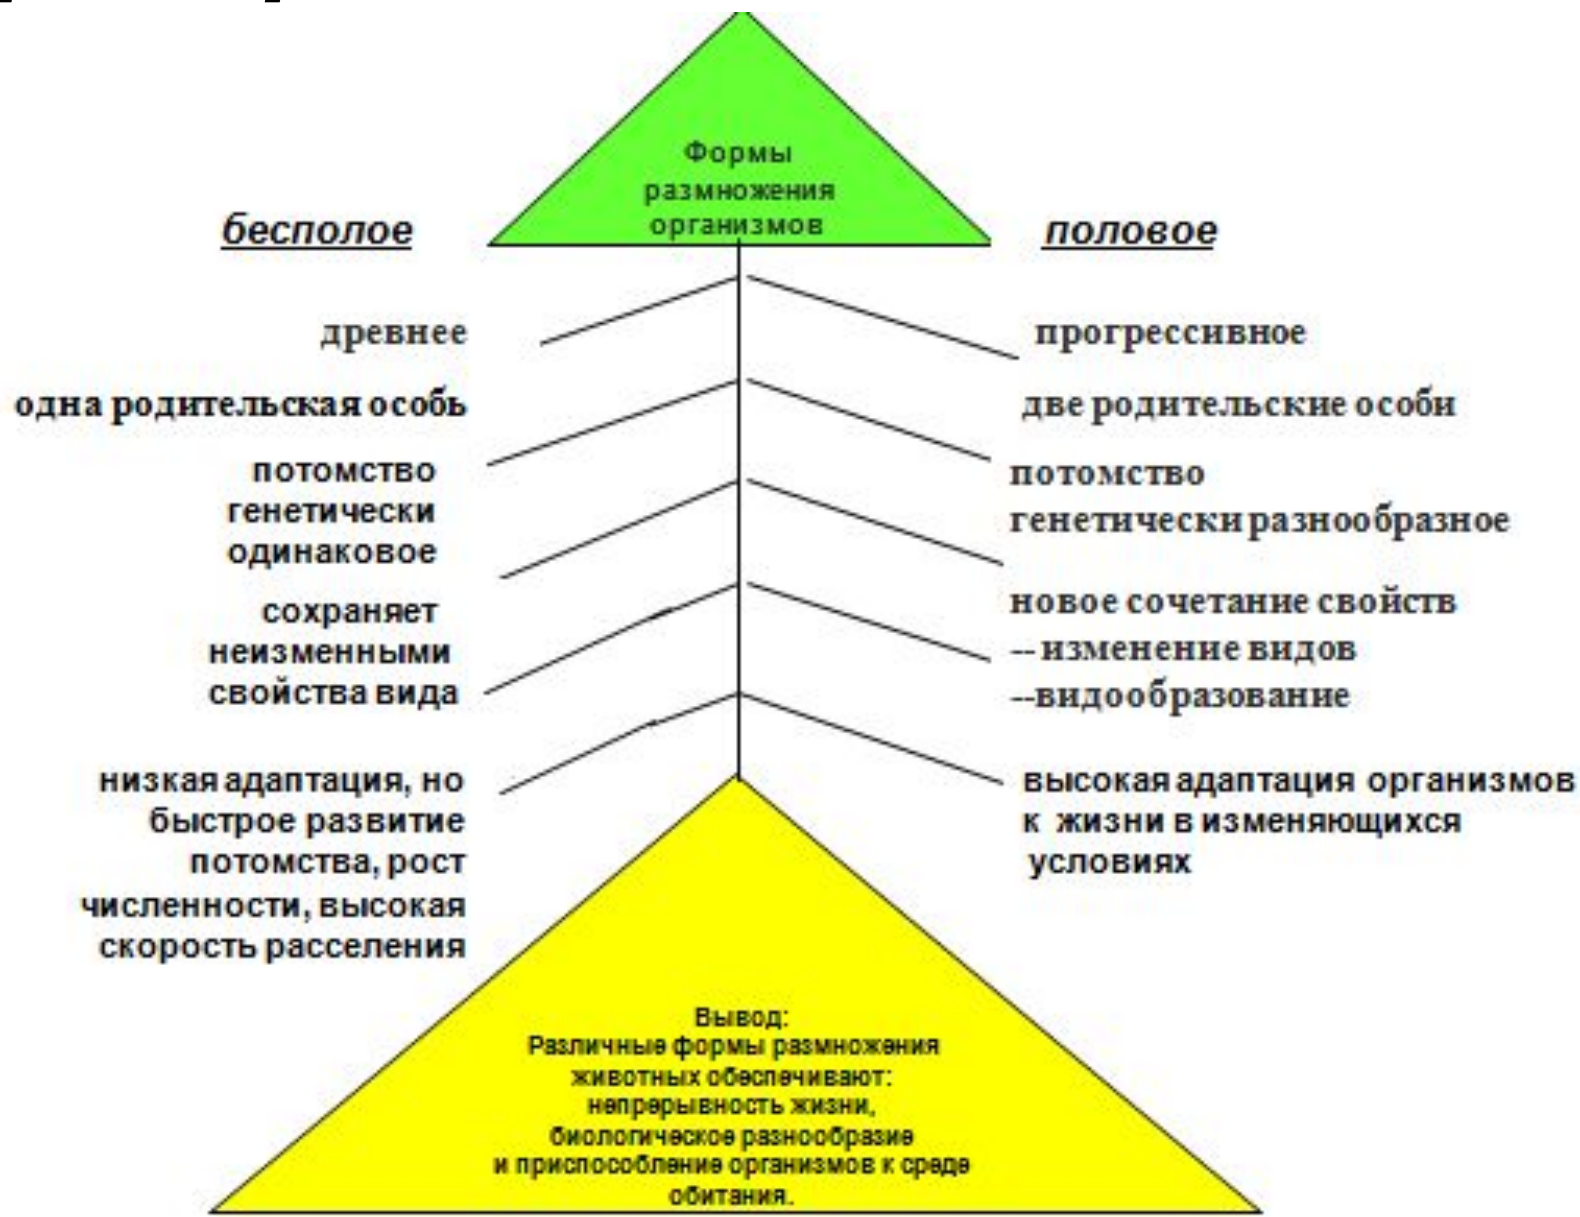 Формы
размножения
организмов
бесполое
древнее
одна родительская особь
потомство
генетически
одинаковое
сохраняет
неизменными
свойства вида
низкая адаптация, но
быстрое развитие
потомства, рост
численности, высокая
скорость расселения
половое
прогрессивное
две родительские особи
потомство
генетически разнообразное
новое сочетание свойств
-- изменение видов
--видообразование
высокая адаптация организмов
к жизни в изменяющихся
условиях
Вывод:
Различные формы размножения
животных обеспечивают:
непрерывность жизни,
биологическое разнообразие
и приспособление организмов к среде
обитания.